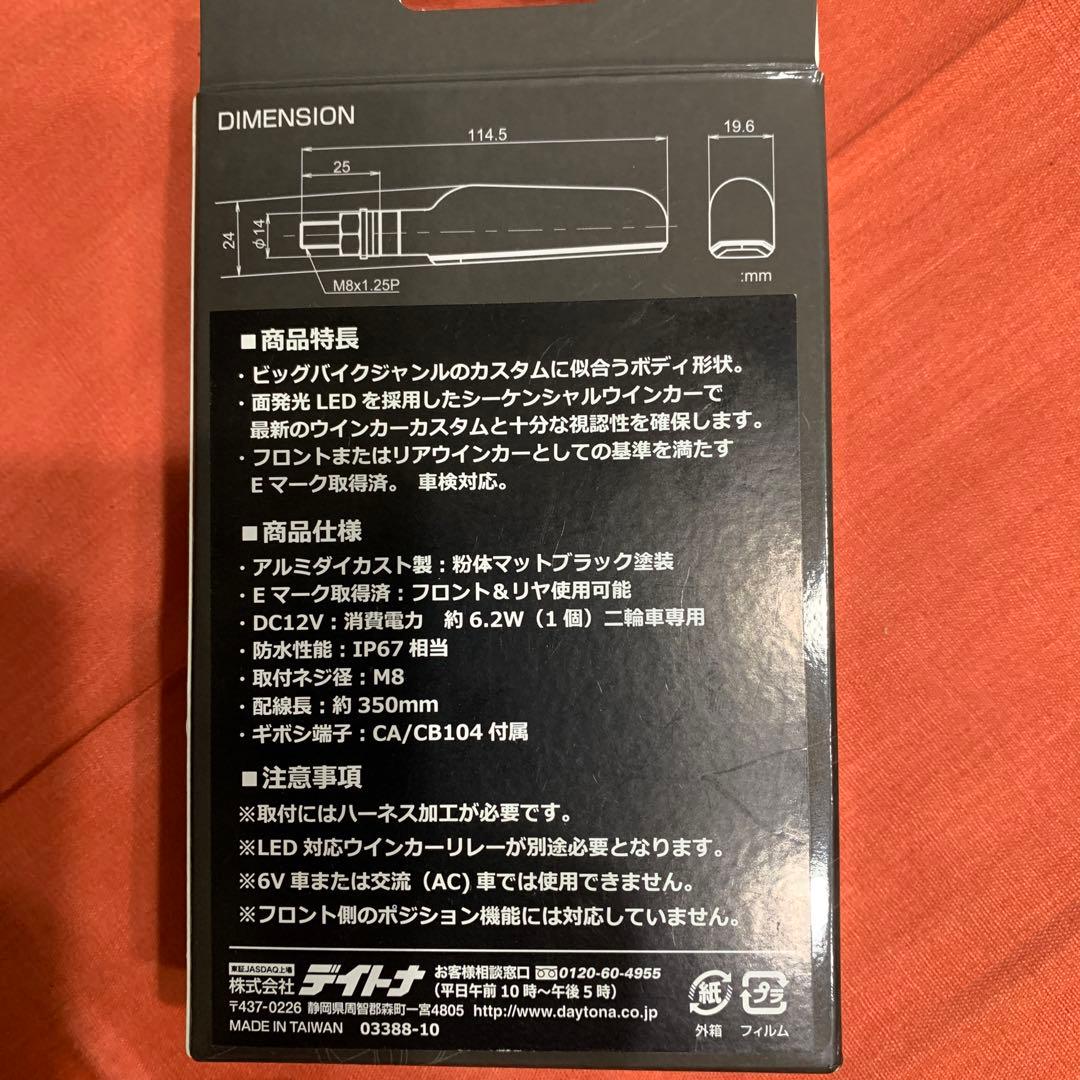 DIMENSION
114.5
19.6
25
24
φ14
M8x1.25P
:mm
■商品特長
・ビッグバイクジャンルのカスタムに似合うボディ形状。
・面発光 LED を採用したシーケンシャルウインカーで
最新のウインカーカスタムと十分な視認性を確保します。
・フロントまたはリアウインカーとしての基準を満たす
E マーク取得済。 車検対応。
■商品仕様
・アルミダイカスト製：粉体マットブラック塗装
・E マーク取得済：フロント＆リヤ使用可能
・DC12V：消費電力　約 6.2W（1 個）二輪車専用
・防水性能：IP67 相当
・取付ネジ径：M8
・配線長：約 350mm
・ギボシ端子：CA/CB104 付属
■注意事項
※取付にはハーネス加工が必要です。
※LED 対応ウインカーリレーが別途必要となります。
※6V 車または交流（AC）車では使用できません。
※フロント側のポジション機能には対応していません。
東証JASDAQ上場
株式会社 デイトナ お客様相談窓口 0120-60-4955
（平日午前 10 時～午後 5 時）
〒437-0226 静岡県周智郡森町一宮4805 http://www.daytona.co.jp
MADE IN TAIWAN 03388-10
紙 プラ
外箱 フィルム